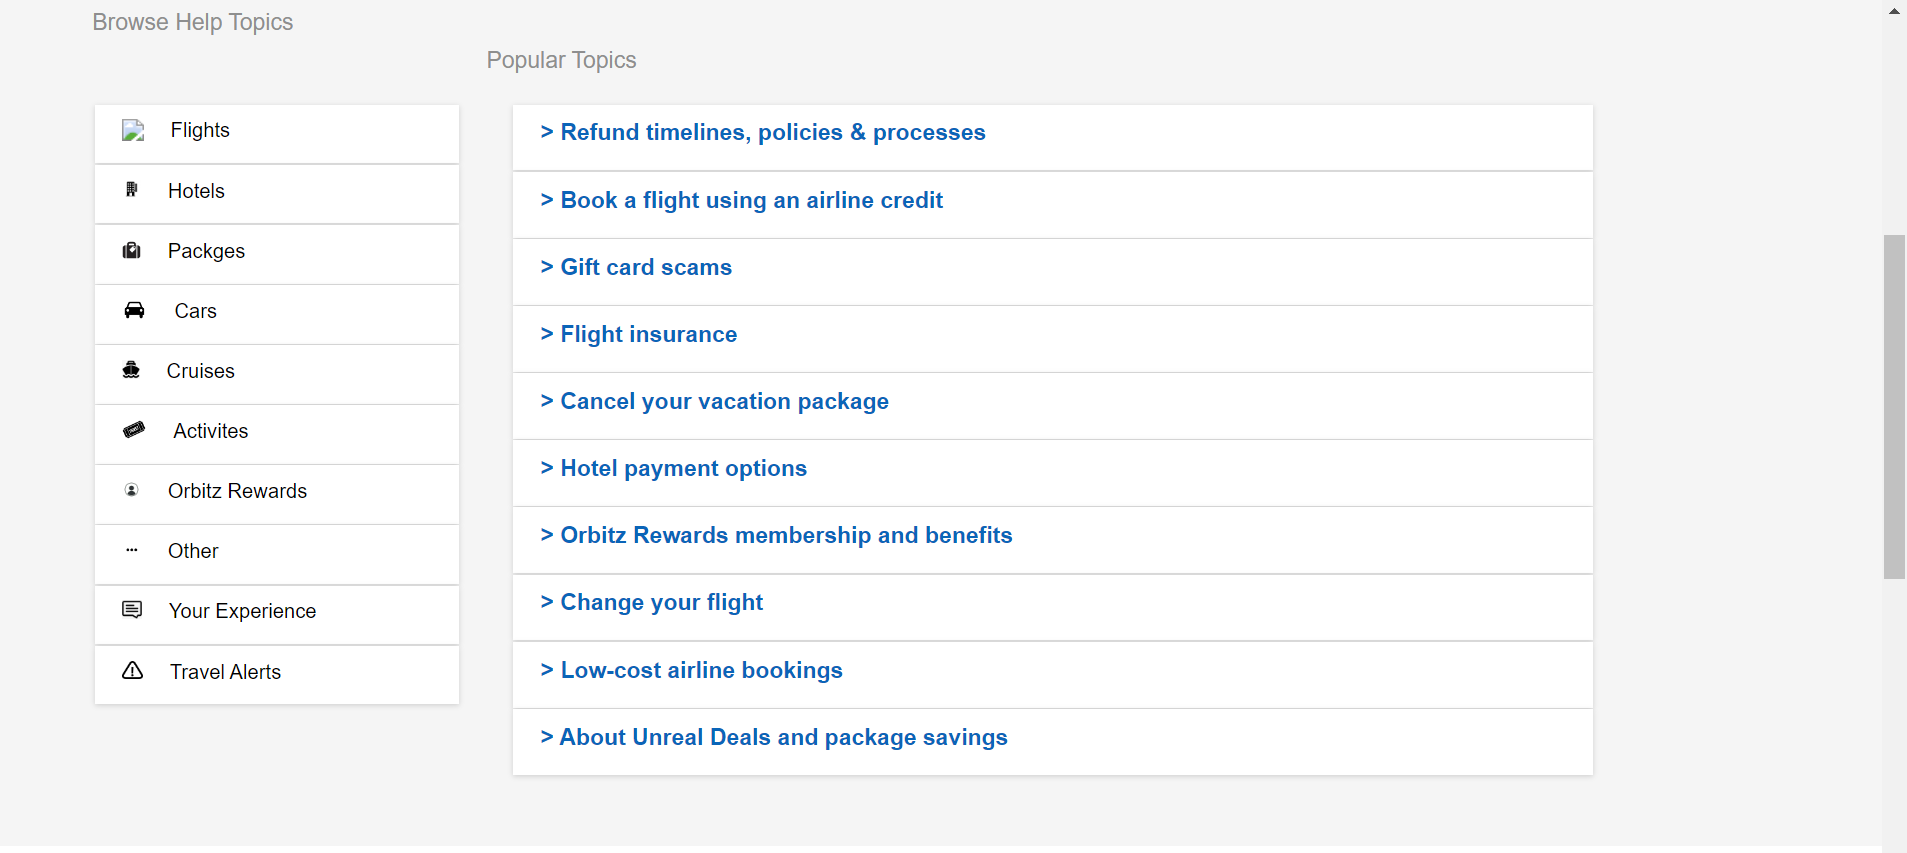 Browse Help Topics
Popular Topics
Flights
Hotels
Packges
Cars
Cruises
Activites
Orbitz Rewards
Other
Your Experience
Travel Alerts
> Refund timelines, policies & processes
> Book a flight using an airline credit
> Gift card scams
> Flight insurance
> Cancel your vacation package
> Hotel payment options
> Orbitz Rewards membership and benefits
> Change your flight
> Low-cost airline bookings
> About Unreal Deals and package savings